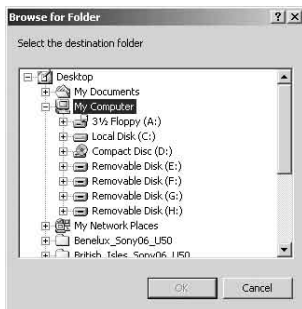 Browse for Folder
Select the destination folder
Desktop
My Documents
My Computer
3½ Floppy (A:)
Local Disk (C:)
Compact Disc (D:)
Removable Disk (E:)
Removable Disk (F:)
Removable Disk (G:)
Removable Disk (H:)
My Network Places
Benelux_Sony06_U50
British_Isles_Sony06_U50
OK
Cancel